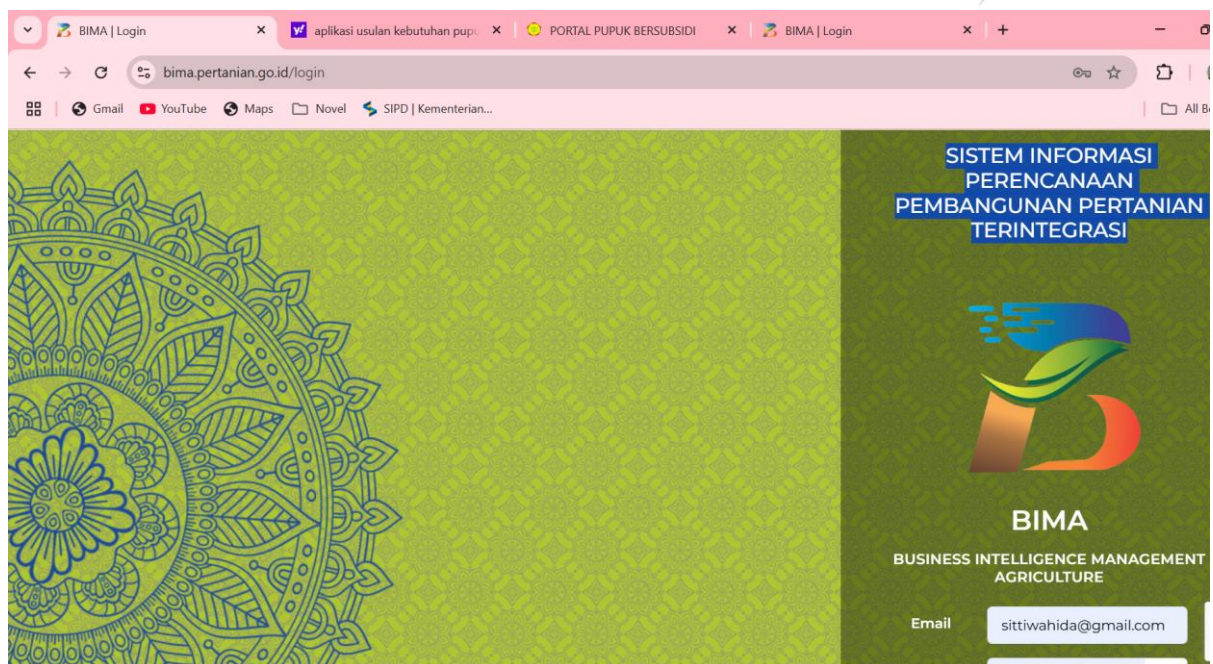 BIMA | Login
aplikasi usulan kebutuhan pupu
PORTAL PUPUK BERSUBSIDI
BIMA | Login
bima.pertanian.go.id/login
Gmail
YouTube
Maps
Novel
SIPD | Kementerian...
All B
SISTEM INFORMASI
PERENCANAAN
PEMBANGUNAN PERTANIAN
TERINTEGRASI
BIMA
BUSINESS INTELLIGENCE MANAGEMENT
AGRICULTURE
Email
sittiwahida@gmail.com